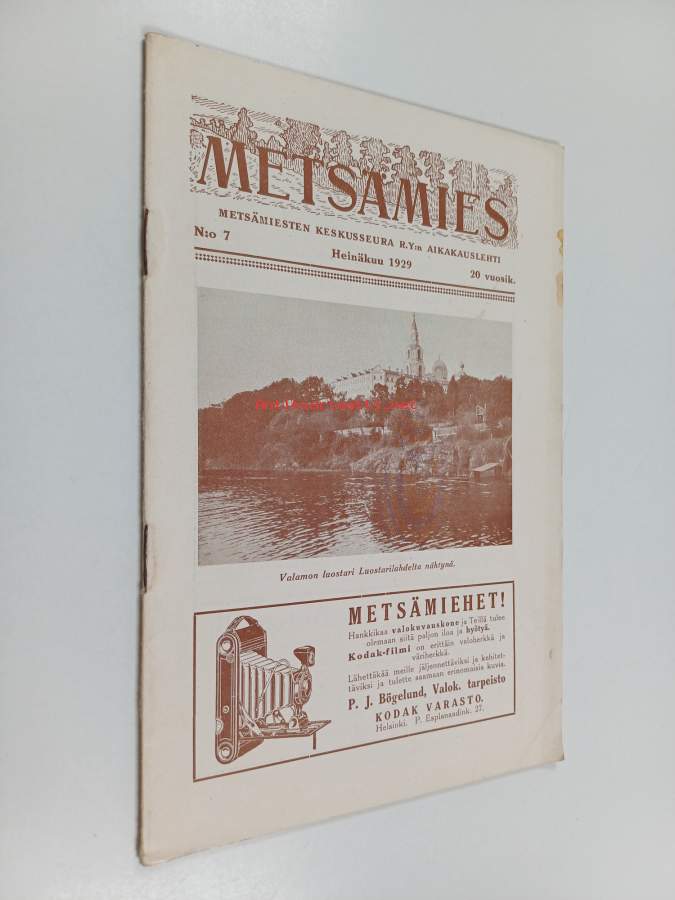 METSÄMIES
METSÄMIESTEN KESKUSSEURA R.Y:n AIKAKAUSLEHTI
N:o 7
Heinäkuu 1929
20 vuosik.
Valamon luostari Luostarilahdelta nähtynä.
METSÄMIEHET!
Hankkikaa valokuvauskone ja Teillä tulee
olemaan siitä paljon iloa ja hyötyä.
Kodak-filmi on erittäin valoherkkä ja
väriherkkä.
Lähettäkää meille jäljennettäviksi ja kehitet-
täviksi ja tulette saamaan erinomaisia kuvia.
P. J. Bögelund, Valok. tarpeisto
KODAK VARASTO.
Helsinki. P. Esplanaadink. 27.